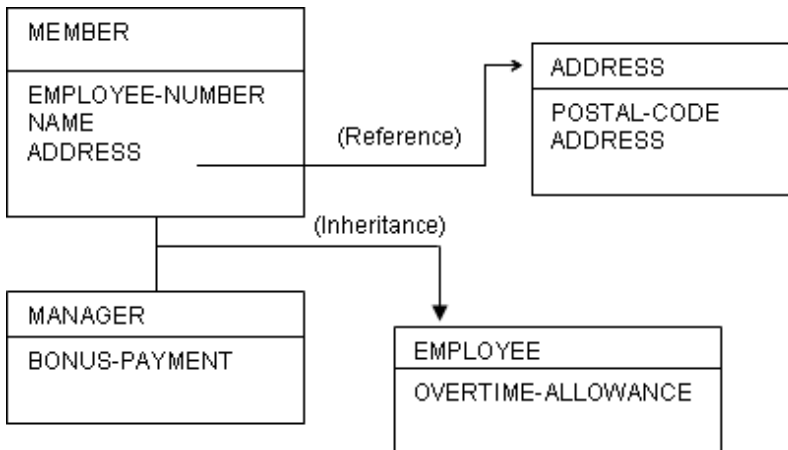 MEMBER
EMPLOYEE-NUMBER
NAME
ADDRESS
(Reference)
ADDRESS
POSTAL-CODE
ADDRESS
(Inheritance)
MANAGER
BONUS-PAYMENT
EMPLOYEE
OVERTIME-ALLOWANCE